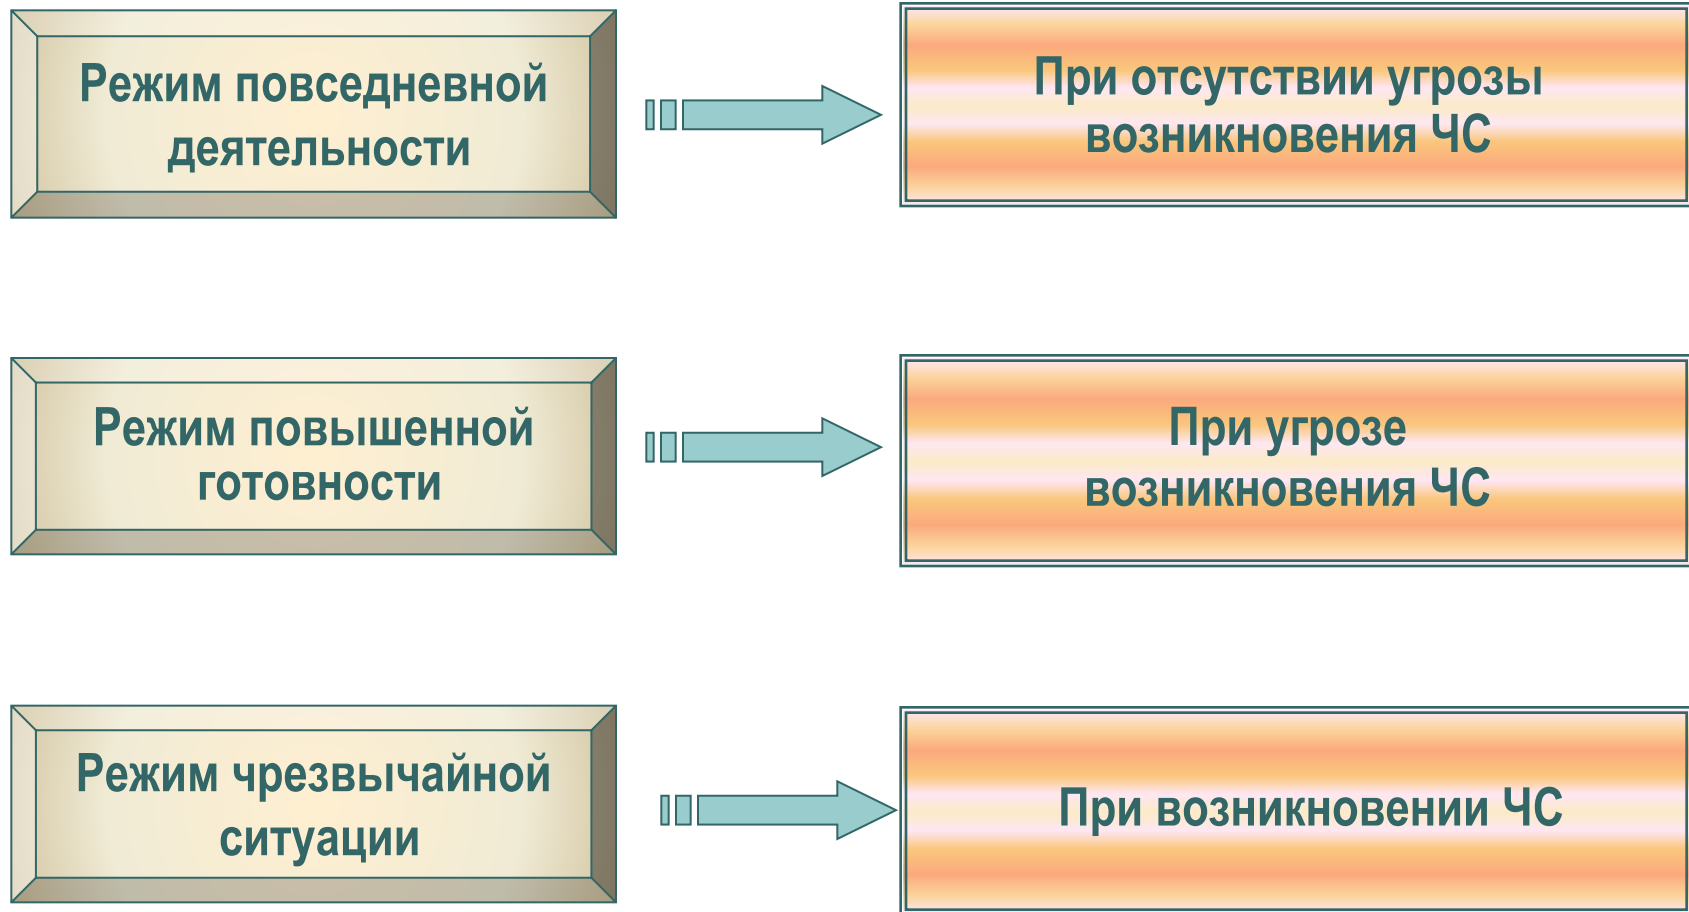 Режим повседневной
деятельности
При отсутствии угрозы
возникновения ЧС
Режим повышенной
готовности
При угрозе
возникновения ЧС
Режим чрезвычайной
ситуации
При возникновении ЧС